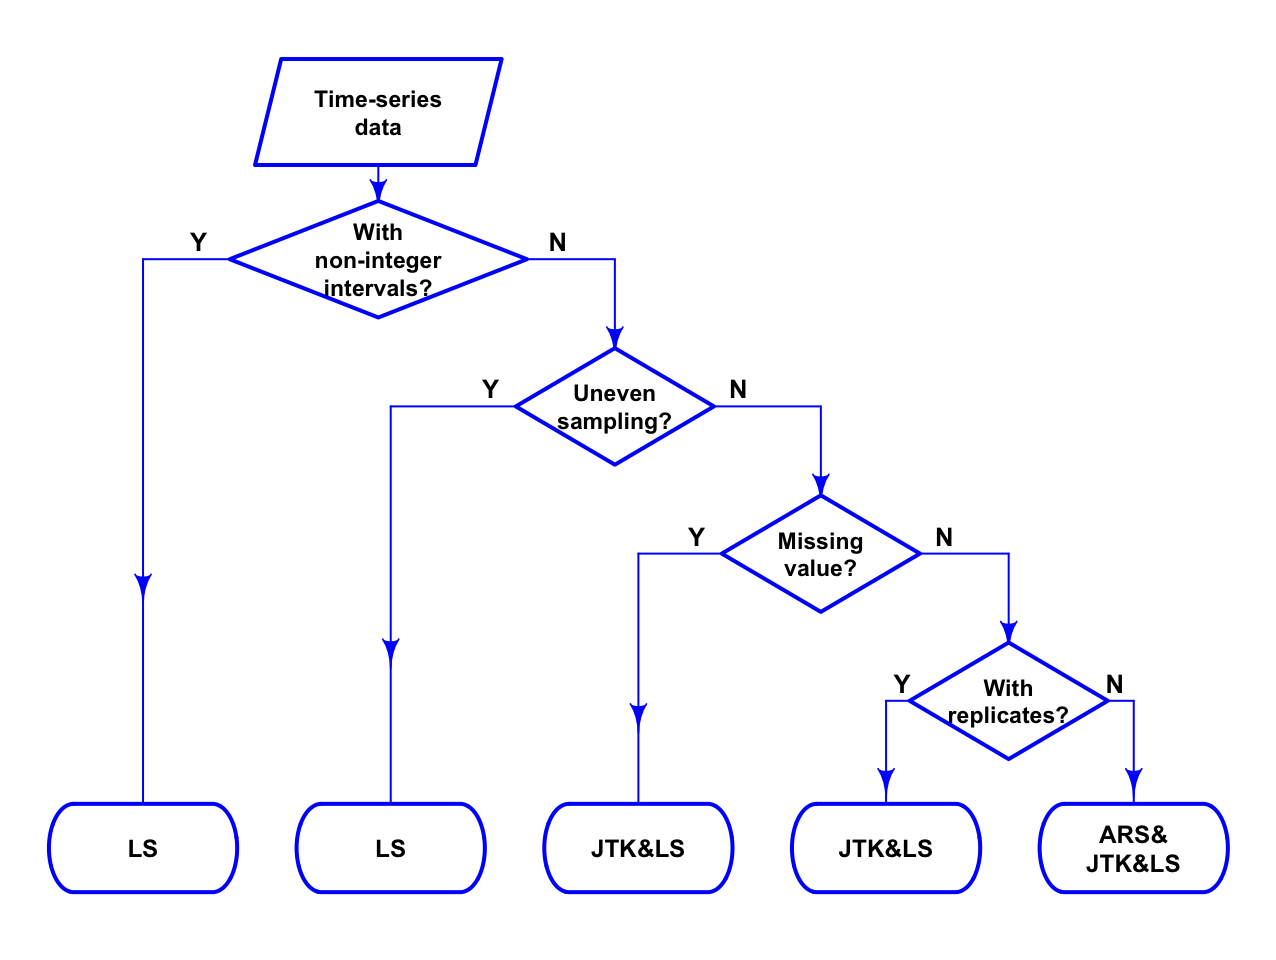 Time-series
data
With
non-integer
intervals?
Y
N
Uneven
sampling?
Y
N
Missing
value?
Y
N
With
replicates?
Y
N
LS
LS
JTK&LS
JTK&LS
ARS&
JTK&LS